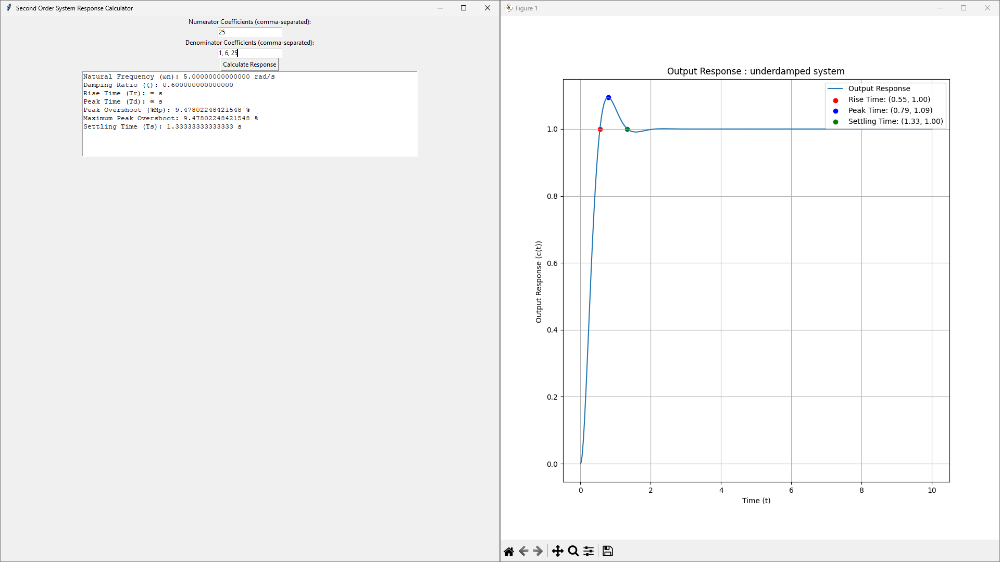 Second Order System Response Calculator
Numerator Coefficients (comma-separated):
25
Denominator Coefficients (comma-separated):
1, 6, 25
Calculate Response
Natural Frequency (ωn): 5.00000000000000 rad/s
Damping Ratio (ζ): 0.600000000000000
Rise Time (Tr): ∞ s
Peak Time (Td): ∞ s
Peak Overshoot (%Mp): 9.47802248421548 %
Maximum Peak Overshoot: 9.47802248421548 %
Settling Time (Ts): 1.33333333333333 s
Figure 1
Output Response : underdamped system
Output Response
Rise Time: (0.55, 1.00)
Peak Time: (0.79, 1.09)
Settling Time: (1.33, 1.00)
1.0
0.8
0.6
0.4
0.2
0.0
Output Response (c(t))
0 2 4 6 8 10
Time (t)